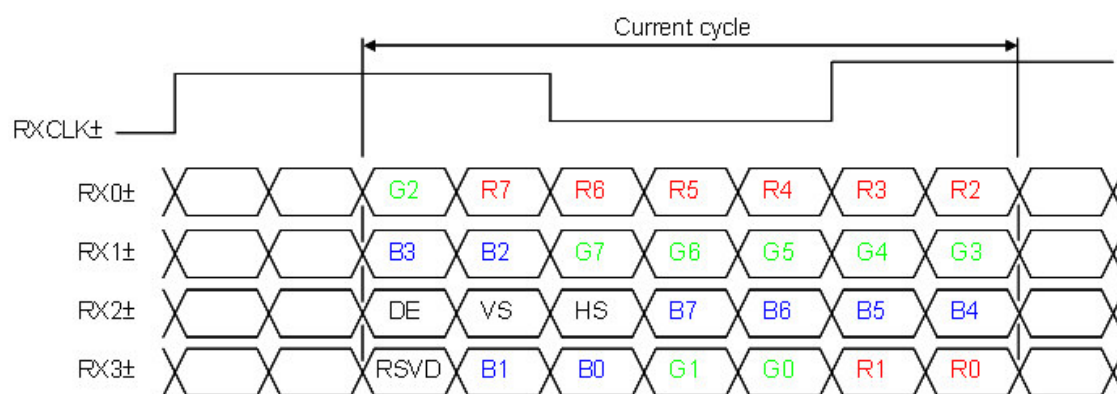 Current cycle
RXCLK±
RX0± G2 R7 R6 R5 R4 R3 R2
RX1± B3 B2 G7 G6 G5 G4 G3
RX2± DE VS HS B7 B6 B5 B4
RX3± RSVD B1 B0 G1 G0 R1 R0